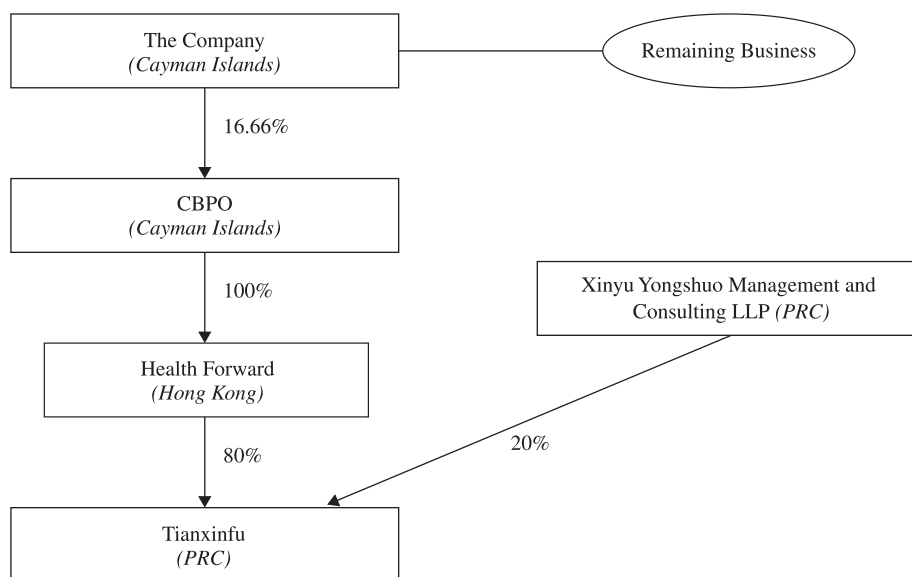 The Company
(Cayman Islands)
Remaining Business
16.66%
CBPO
(Cayman Islands)
100%
Xinyu Yongshuo Management and
Consulting LLP (PRC)
Health Forward
(Hong Kong)
80%
20%
Tianxinfu
(PRC)